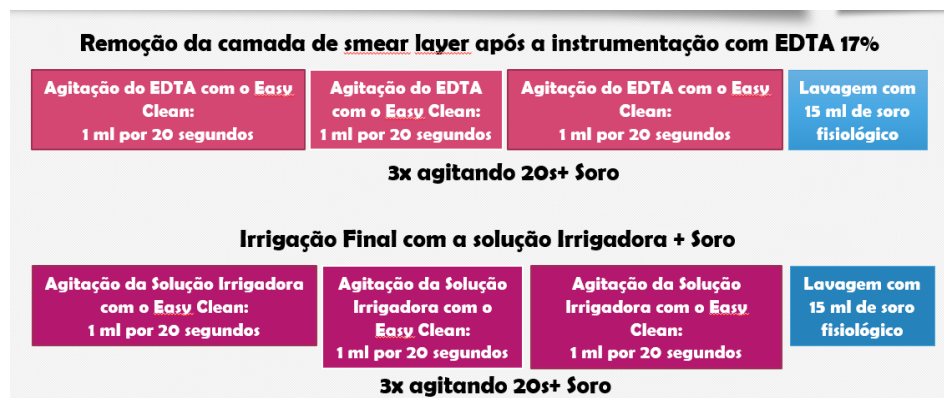 Remoção da camada de smear layer após a instrumentação com EDTA 17%
Agitação do EDTA com o Easy
Clean:
1 ml por 20 segundos
Agitação do EDTA
com o Easy Clean:
1 ml por 20 segundos
Agitação do EDTA com o Easy
Clean:
1 ml por 20 segundos
Lavagem com
15 ml de soro
fisiológico
3x agitando 20s+ Soro
Irrigação Final com a solução Irrigadora + Soro
Agitação da Solução Irrigadora
com o Easy Clean:
1 ml por 20 segundos
Agitação da Solução
Irrigadora com o
Easy Clean:
1 ml por 20 segundos
Agitação da Solução
Irrigadora com o Easy
Clean:
1 ml por 20 segundos
Lavagem com
15 ml de soro
fisiológico
3x agitando 20s+ Soro